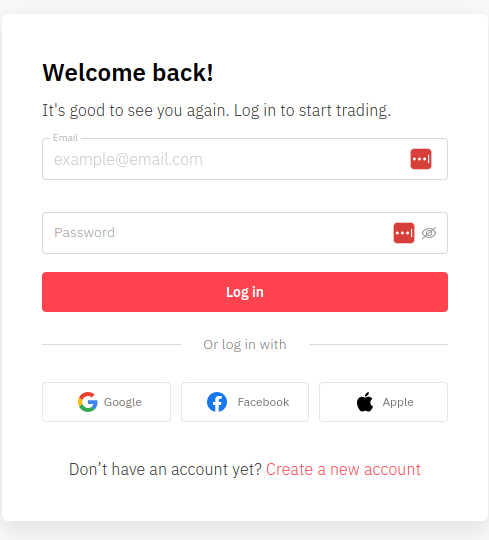 Welcome back!
It's good to see you again. Log in to start trading.
Email
example@email.com
Password
Log in
Or log in with
Google
Facebook
Apple
Don’t have an account yet? Create a new account